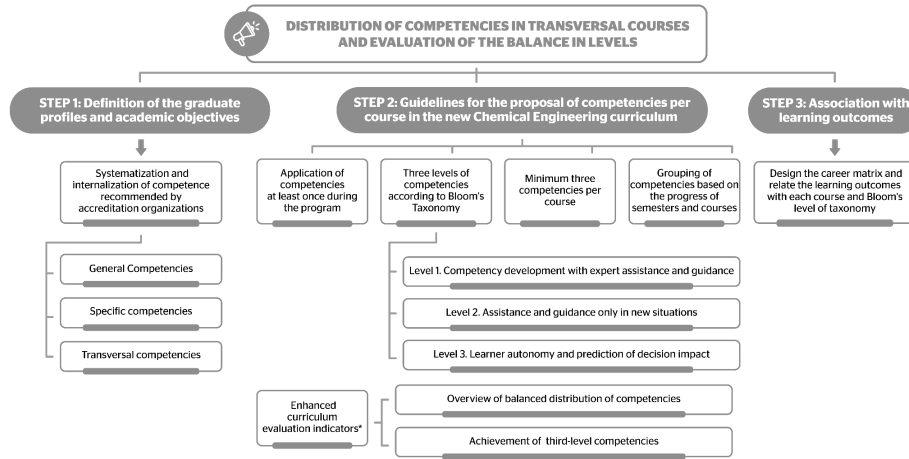 DISTRIBUTION OF COMPETENCIES IN TRANSVERSAL COURSES
AND EVALUATION OF THE BALANCE IN LEVELS
STEP 1: Definition of the graduate
profiles and academic objectives
STEP 2: Guidelines for the proposal of competencies per
course in the new Chemical Engineering curriculum
STEP 3: Association with
learning outcomes
Systematization and
internalization of competence
recommended by
accreditation organizations
Application of
competencies
at least once during
the program
Three levels of
competencies
according to Bloom's
Taxonomy
Minimum three
competencies per
course
Grouping of
competencies based on
the progress of
semesters and courses
Design the career matrix and
relate the learning outcomes
with each course and Bloom's
level of taxonomy
General Competencies
Specific competencies
Transversal competencies
Level 1. Competency development with expert assistance and guidance
Level 2. Assistance and guidance only in new situations
Level 3. Learner autonomy and prediction of decision impact
Enhanced
curriculum
evaluation indicators*
Overview of balanced distribution of competencies
Achievement of third-level competencies